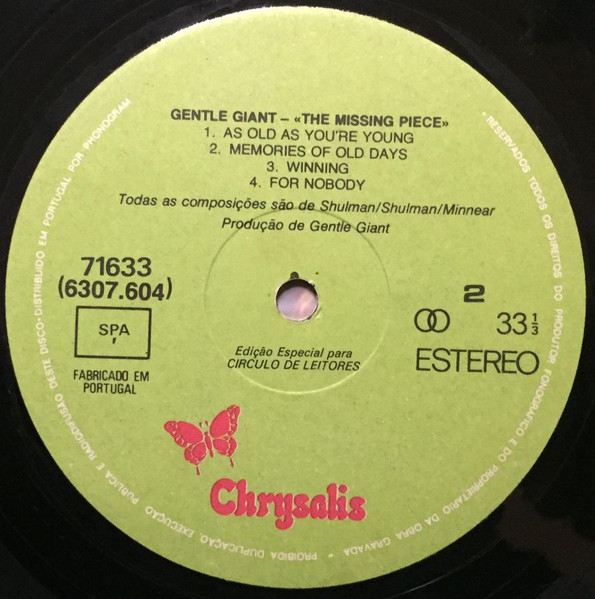 GENTLE GIANT – «THE MISSING PIECE»
1. AS OLD AS YOU'RE YOUNG
2. MEMORIES OF OLD DAYS
3. WINNING
4. FOR NOBODY
Todas as composições são de Shulman/Shulman/Minnear
Produção de Gentle Giant
71633
(6307.604)
SPA
FABRICADO EM
PORTUGAL
2
33 1/3
ESTEREO
Edição Especial para
CIRCULO DE LEITORES
Chrysalis
• RESERVADOS TODOS OS DIREITOS DO PRODUTOR FONOGRÁFICO E DO PROPRIETÁRIO DA OBRA GRAVADA • PROIBIDA DUPLICAÇÃO, EXECUÇÃO PÚBLICA E RADIODIFUSÃO DESTE DISCO • DISTRIBUIDO EM PORTUGAL POR PHONOGRAM